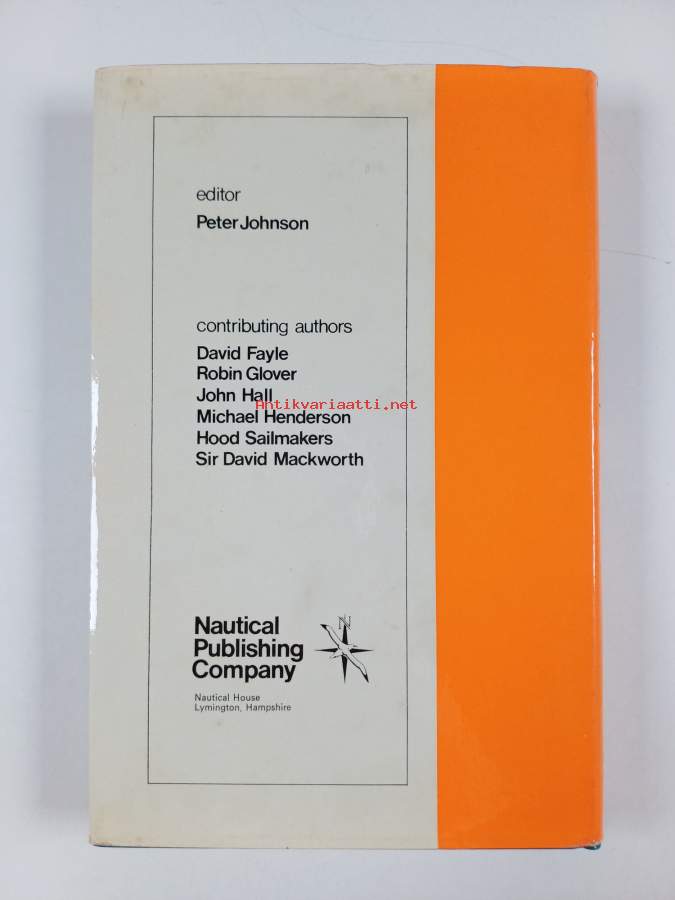 editor
Peter Johnson
contributing authors
David Fayle
Robin Glover
John Hall
Antikvariaatti.net
Michael Henderson
Hood Sailmakers
Sir David Mackworth
Nautical
Publishing
Company
N
Nautical House
Lymington, Hampshire